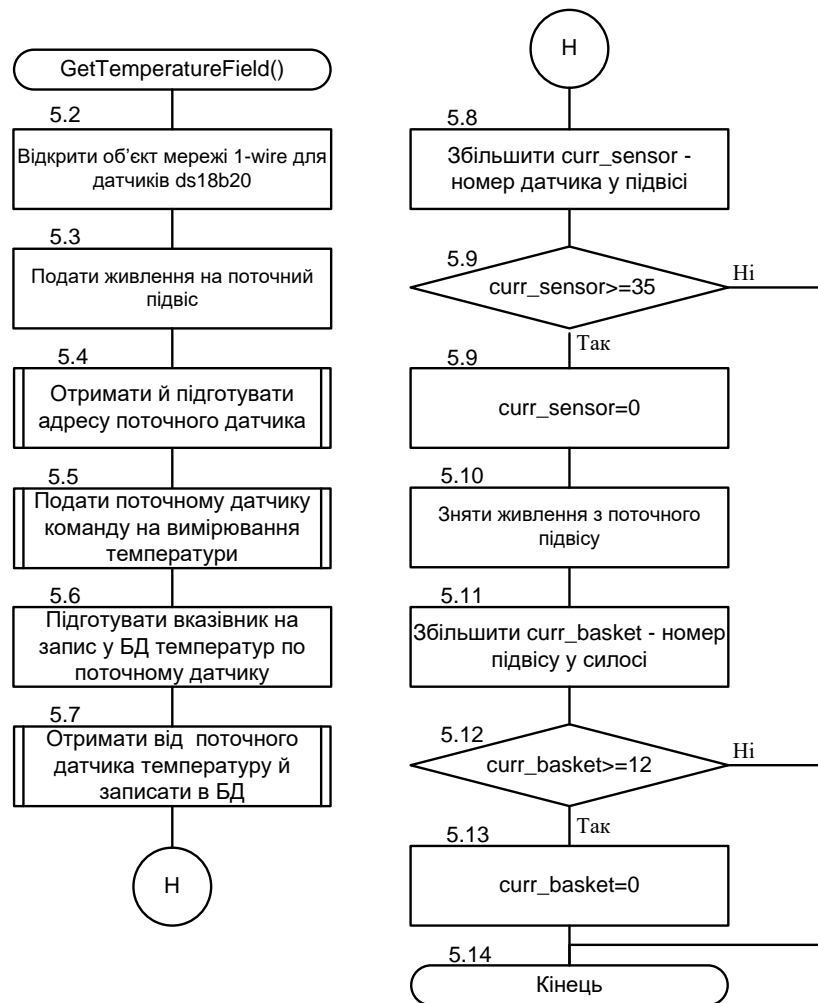 GetTemperatureField()
5.2
Відкрити об'єкт мережі 1-wire для
датчиків ds18b20
5.3
Подати живлення на поточний
підвіс
5.4
Отримати й підготувати
адресу поточного датчика
5.5
Подати поточному датчику
команду на вимірювання
температури
5.6
Підготувати вказівник на
запис у БД температур по
поточному датчику
5.7
Отримати від поточного
датчика температуру й
записати в БД
Н
Н
5.8
Збільшити curr_sensor -
номер датчика у підвісі
5.9
curr_sensor>=35
Ні
Так
5.9
curr_sensor=0
5.10
Зняти живлення з поточного
підвісу
5.11
Збільшити curr_basket - номер
підвісу у силосі
5.12
curr_basket>=12
Ні
Так
5.13
curr_basket=0
5.14
Кінець